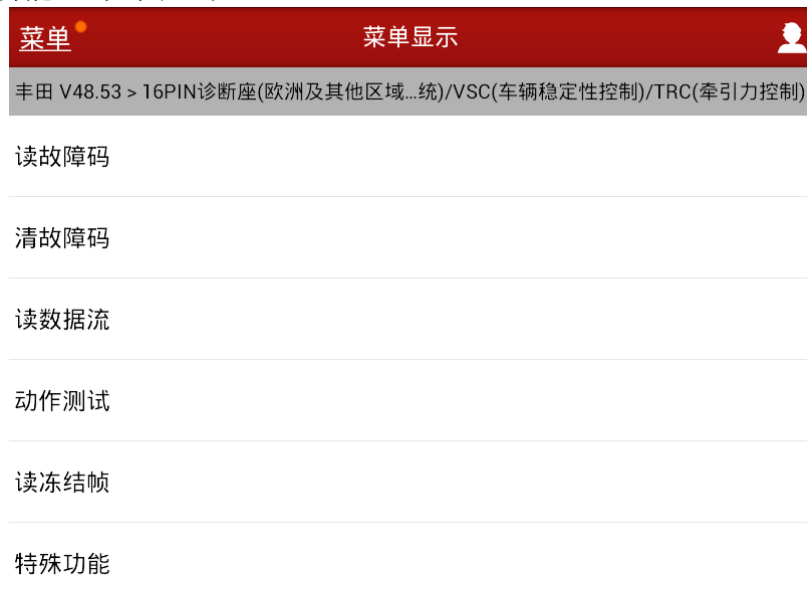 菜单
菜单显示
丰田 V48.53 > 16PIN诊断座(欧洲及其他区域...统)/VSC(车辆稳定性控制)/TRC(牵引力控制)
读故障码
清故障码
读数据流
动作测试
读冻结帧
特殊功能